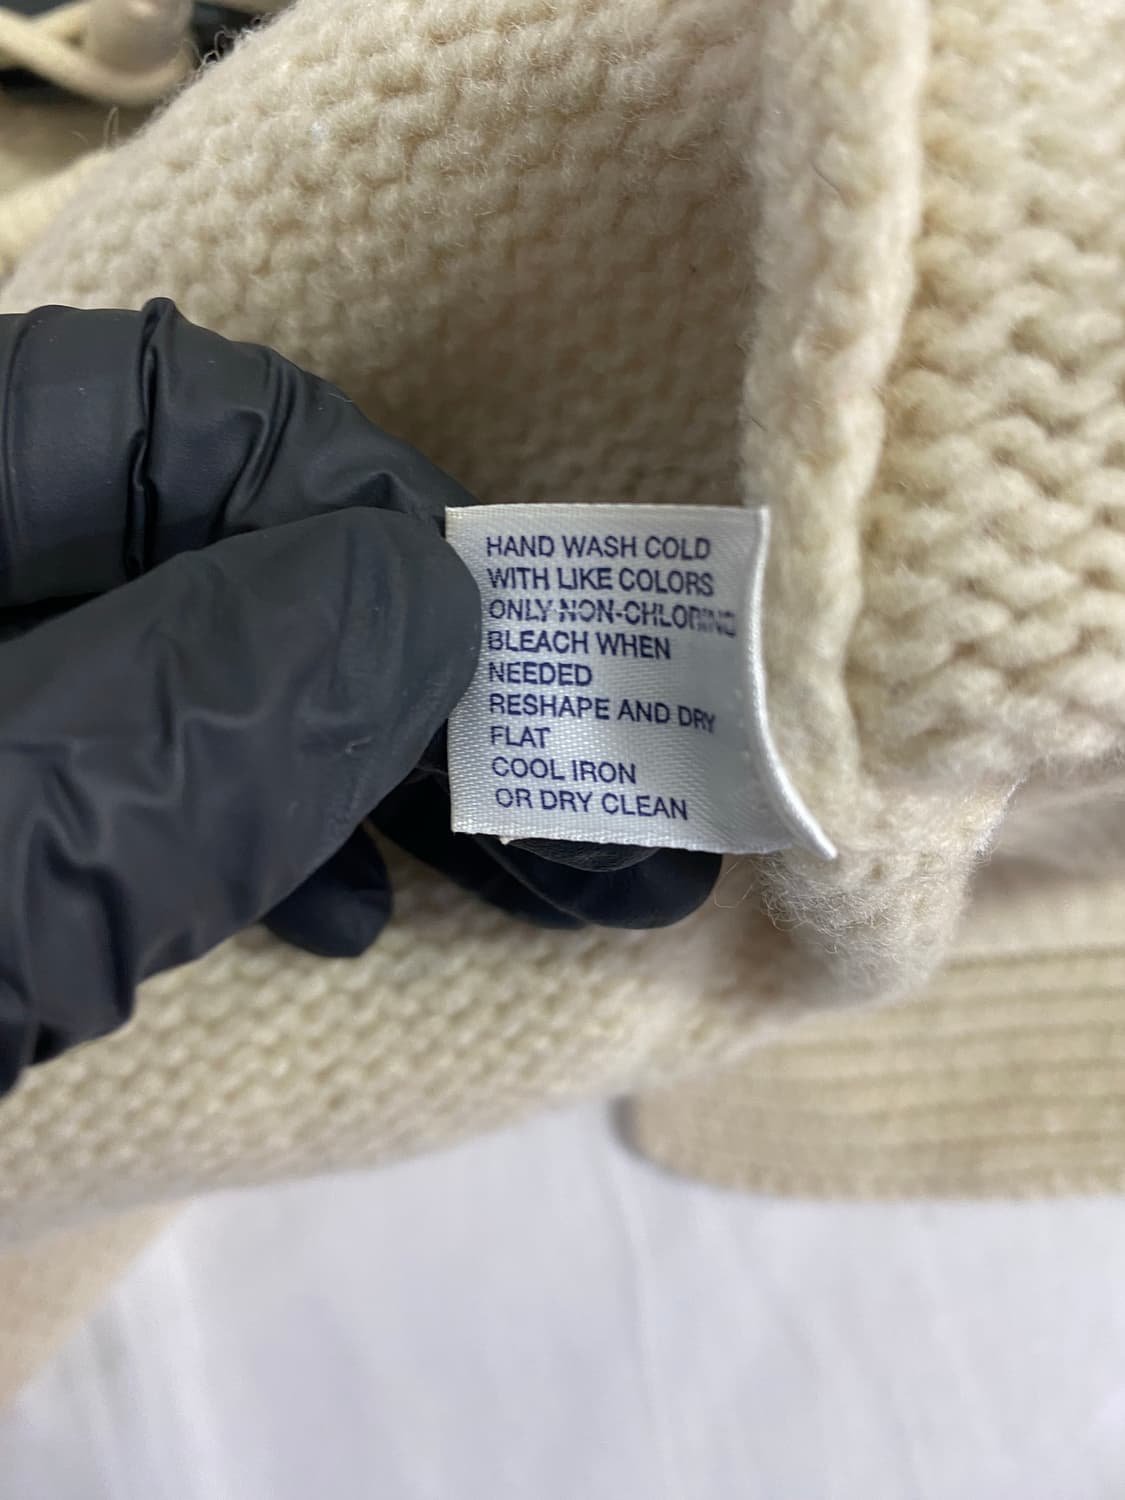 HAND WASH COLD
WITH LIKE COLORS
ONLY NON-CHLORINE
BLEACH WHEN
NEEDED
RESHAPE AND DRY
FLAT
COOL IRON
OR DRY CLEAN